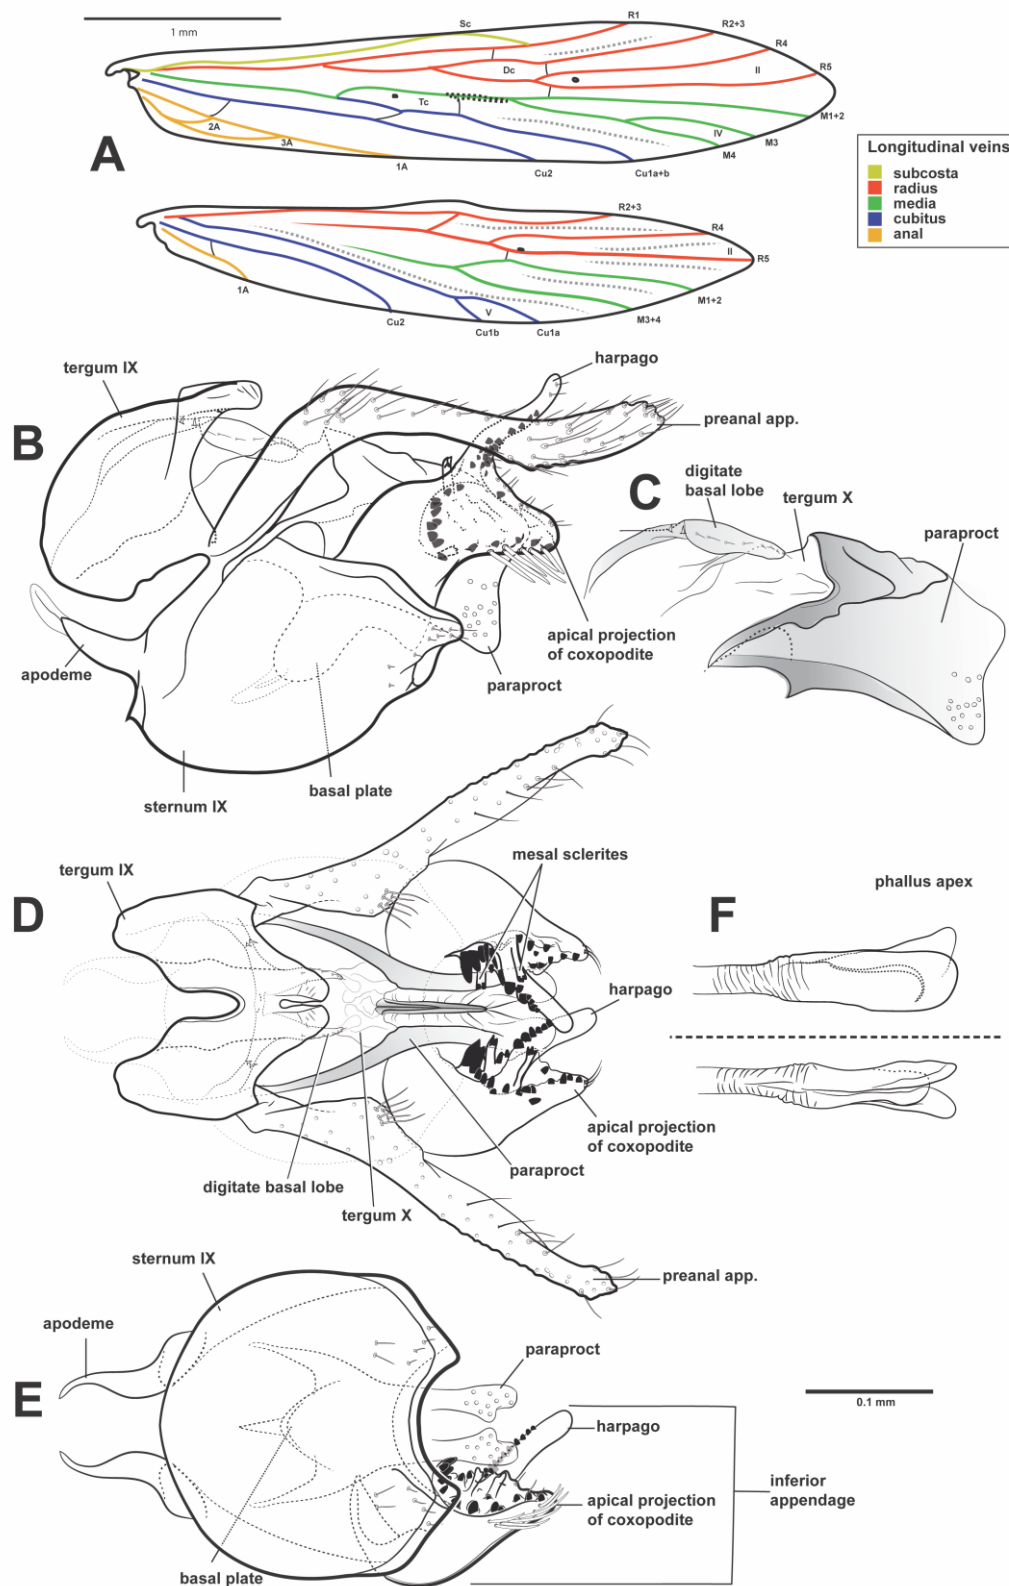 1 mm
Sc
R1
R2+3
R4
R5
II
Dc
Tc
M1+2
IV
M3
M4
2A
3A
1A
Cu2
Cu1a+b
A
Longitudinal veins
subcosta
radius
media
cubitus
anal
R2+3
R4
II
R5
M1+2
1A
Cu2
V
Cu1b
Cu1a
M3+4
harpago
tergum IX
preanal app.
B
C
digitate
basal lobe
tergum X
paraproct
apodeme
apical projection
of coxopodite
paraproct
basal plate
sternum IX
tergum IX
mesal sclerites
D
F
phallus apex
harpago
apical projection
of coxopodite
paraproct
digitate basal lobe
tergum X
sternum IX
preanal app.
apodeme
paraproct
E
0.1 mm
harpago
inferior
appendage
apical projection
of coxopodite
basal plate